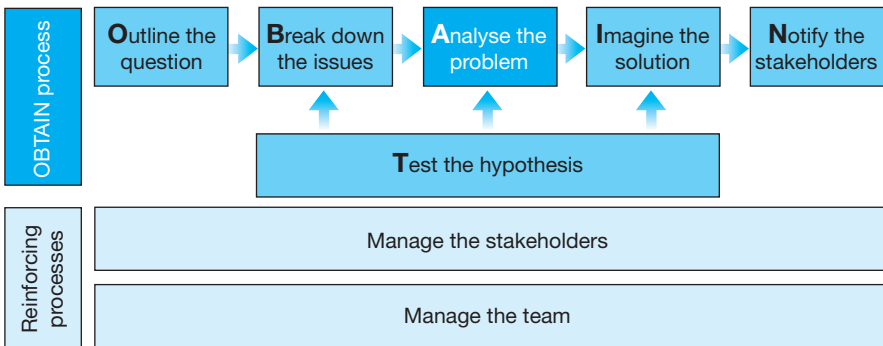 OBTAIN process
Outline the
question
Break down
the issues
Analyse the
problem
Imagine the
solution
Notify the
stakeholders
Test the hypothesis
Reinforcing
processes
Manage the stakeholders
Manage the team